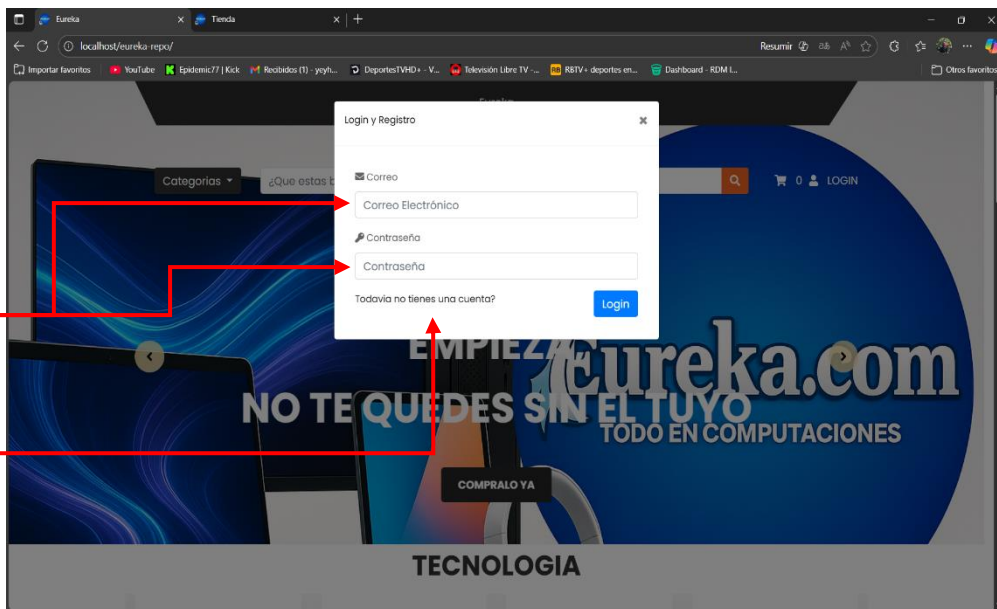 Eureka
Tienda
localhost/eureka-repo/
Resumir
Importar favoritos
YouTube
Epidemic77 | Kick
Recibidos (1) - yeyh...
DeportesTVHD+ - V...
Televisión Libre TV -...
RBTV+ deportes en...
Dashboard - RDM I...
Otros favoritos
Login y Registro
Categorias
¿Que estas b
0
LOGIN
Correo
Correo Electrónico
Contraseña
Contraseña
Todavia no tienes una cuenta?
Login
EMPIEZA
Eureka.com
NO TE QUEDES SIN EL TUYO
TODO EN COMPUTACIONES
COMPRALO YA
TECNOLOGIA